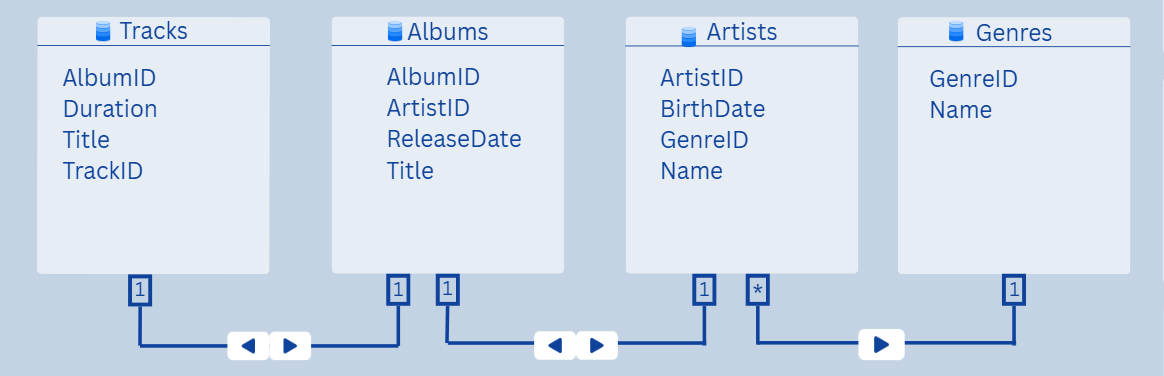 Tracks
AlbumID
Duration
Title
TrackID
Albums
AlbumID
ArtistID
ReleaseDate
Title
Artists
ArtistID
BirthDate
GenreID
Name
Genres
GenreID
Name
1
1
1
1
*
1